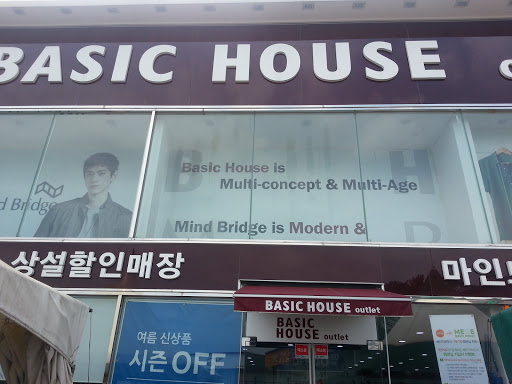 BASIC HOUSE
Basic House is
Multi-concept & Multi-Age
Mind Bridge is Modern &
d Bridge
상설할인매장
마인
BASIC HOUSE outlet
BASIC
HOUSE outlet
여름 신상품
시즌 OFF